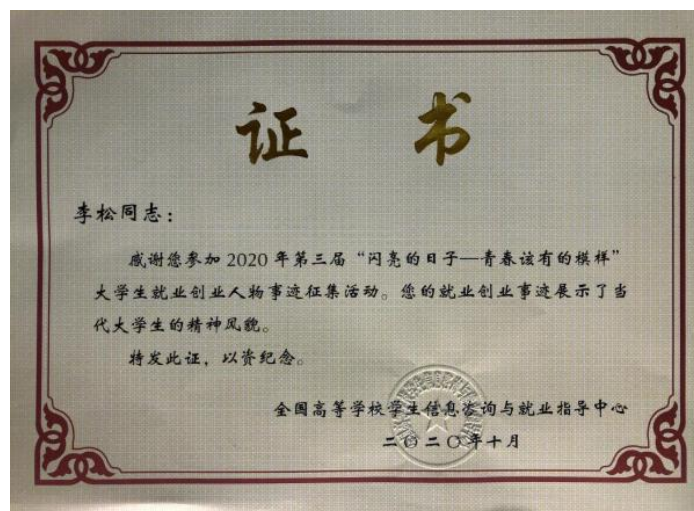 证 书
李松同志：
感谢您参加 2020 年第三届“闪亮的日子—青春该有的模样”
大学生就业创业人物事迹征集活动。您的就业创业事迹展示了当
代大学生的精神风貌。
特发此证，以资纪念。
全国高等学校学生信息咨询与就业指导中心
二〇二〇年十月